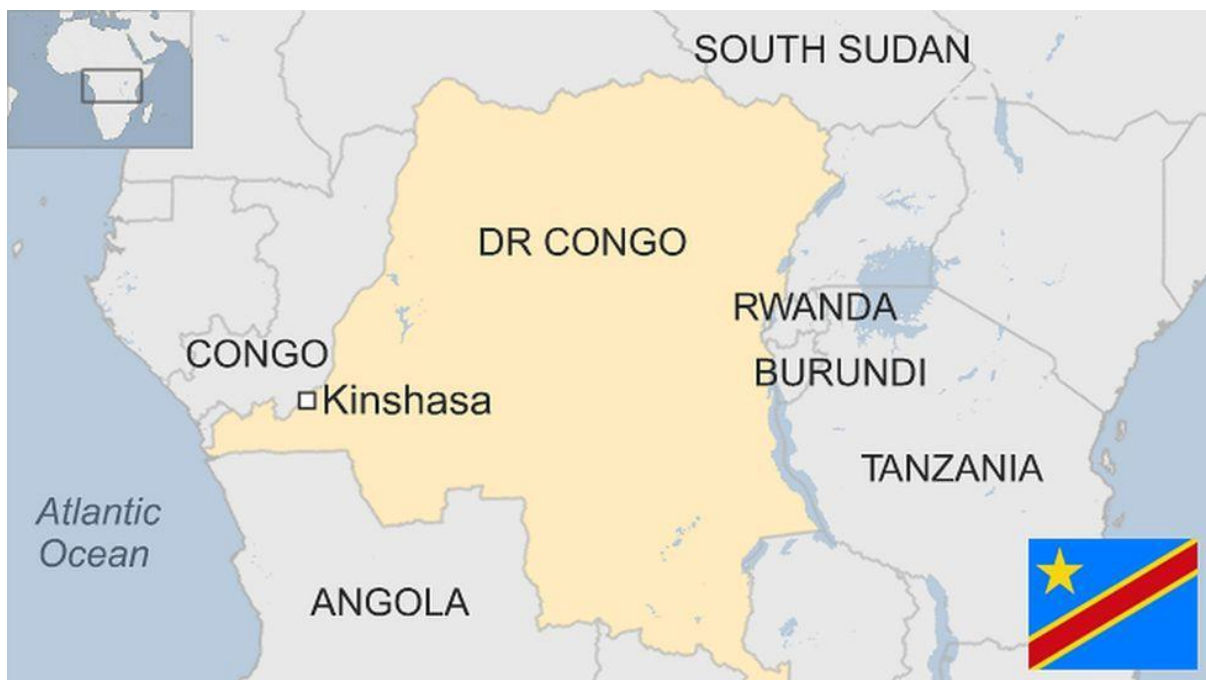 SOUTH SUDAN
DR CONGO
RWANDA
CONGO
BURUNDI
Kinshasa
TANZANIA
Atlantic
Ocean
ANGOLA